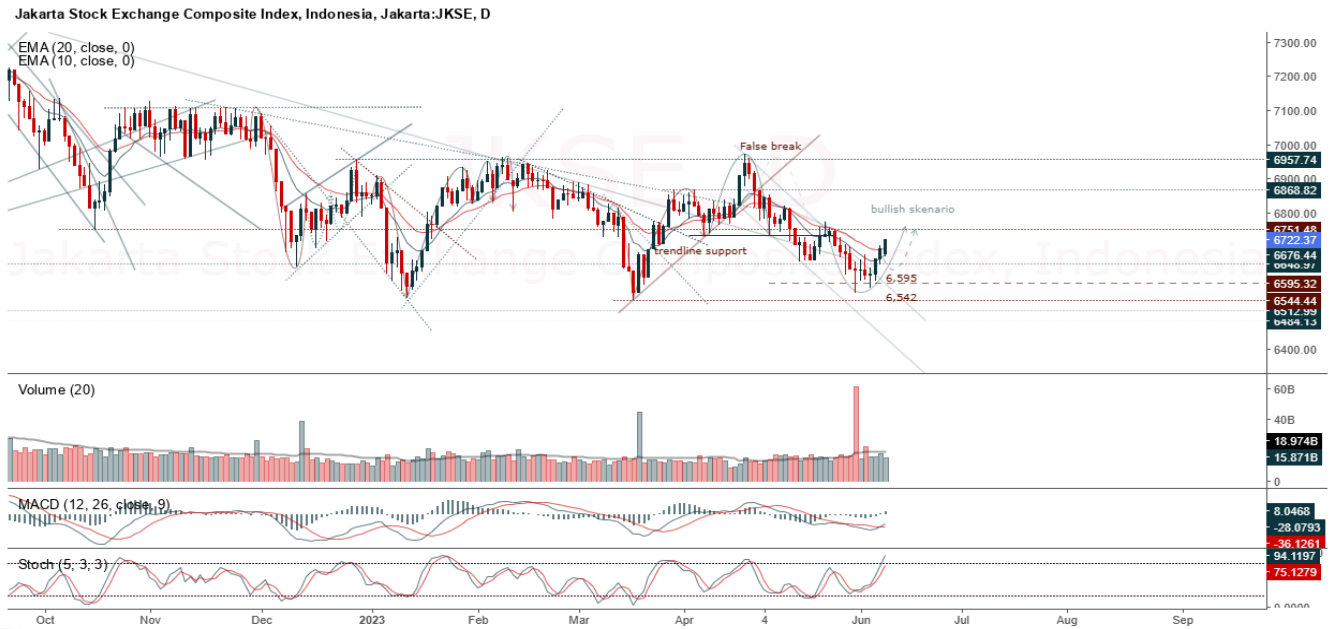 Jakarta Stock Exchange Composite Index, Indonesia, Jakarta:JKSE, D
EMA (20, close, 0)
EMA (10, close, 0)
7300.00
7200.00
7100.00
7000.00
False break
6957.74
6900.00
6868.82
bullish skenario
6800.00
6751.48
6722.37
trendline support
6676.44
6648.97
6,595
6595.32
6,542
6544.44
6512.99
6484.13
6400.00
Volume (20)
60B
40B
18.974B
15.871B
0
MACD (12, 26, close, 9)
8.0468
-28.0793
-36.1261
Stoch (5, 3, 3)
94.1197
75.1279
0.0000
Oct Nov Dec 2023 Feb Mar Apr 4 Jun Jul Aug Sep